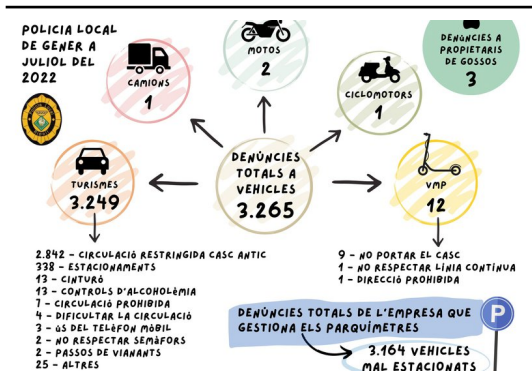 POLICIA LOCAL
DE GENER A
JULIOL DEL
2022
CAMIONS
1
MOTOS
2
CICLOMOTORS
1
DENÚNCIES A
PROPIETARIS
DE GOSSOS
3
TURISMES
3.249
DENÚNCIES
TOTALS A
VEHICLES
3.265
VMP
12
2.842 - CIRCULACIÓ RESTRINGIDA CASC ANTIC
338 - ESTACIONAMENTS
13 - CINTURÓ
13 - CONTROLS D'ALCOHOLÈMIA
7 - CIRCULACIÓ PROHIBIDA
4 - DIFICULTAR LA CIRCULACIÓ
3 - ÚS DEL TELÈFON MÒBIL
2 - NO RESPECTAR SEMÀFORS
2 - PASSOS DE VIANANTS
25 - ALTRES
9 - NO PORTAR EL CASC
1 - NO RESPECTAR LÍNIA CONTÍNUA
1 - DIRECCIÓ PROHIBIDA
DENÚNCIES TOTALS DE L'EMPRESA QUE
GESTIONA ELS PARQUÍMETRES
P
3.164 VEHICLES
MAL ESTACIONATS